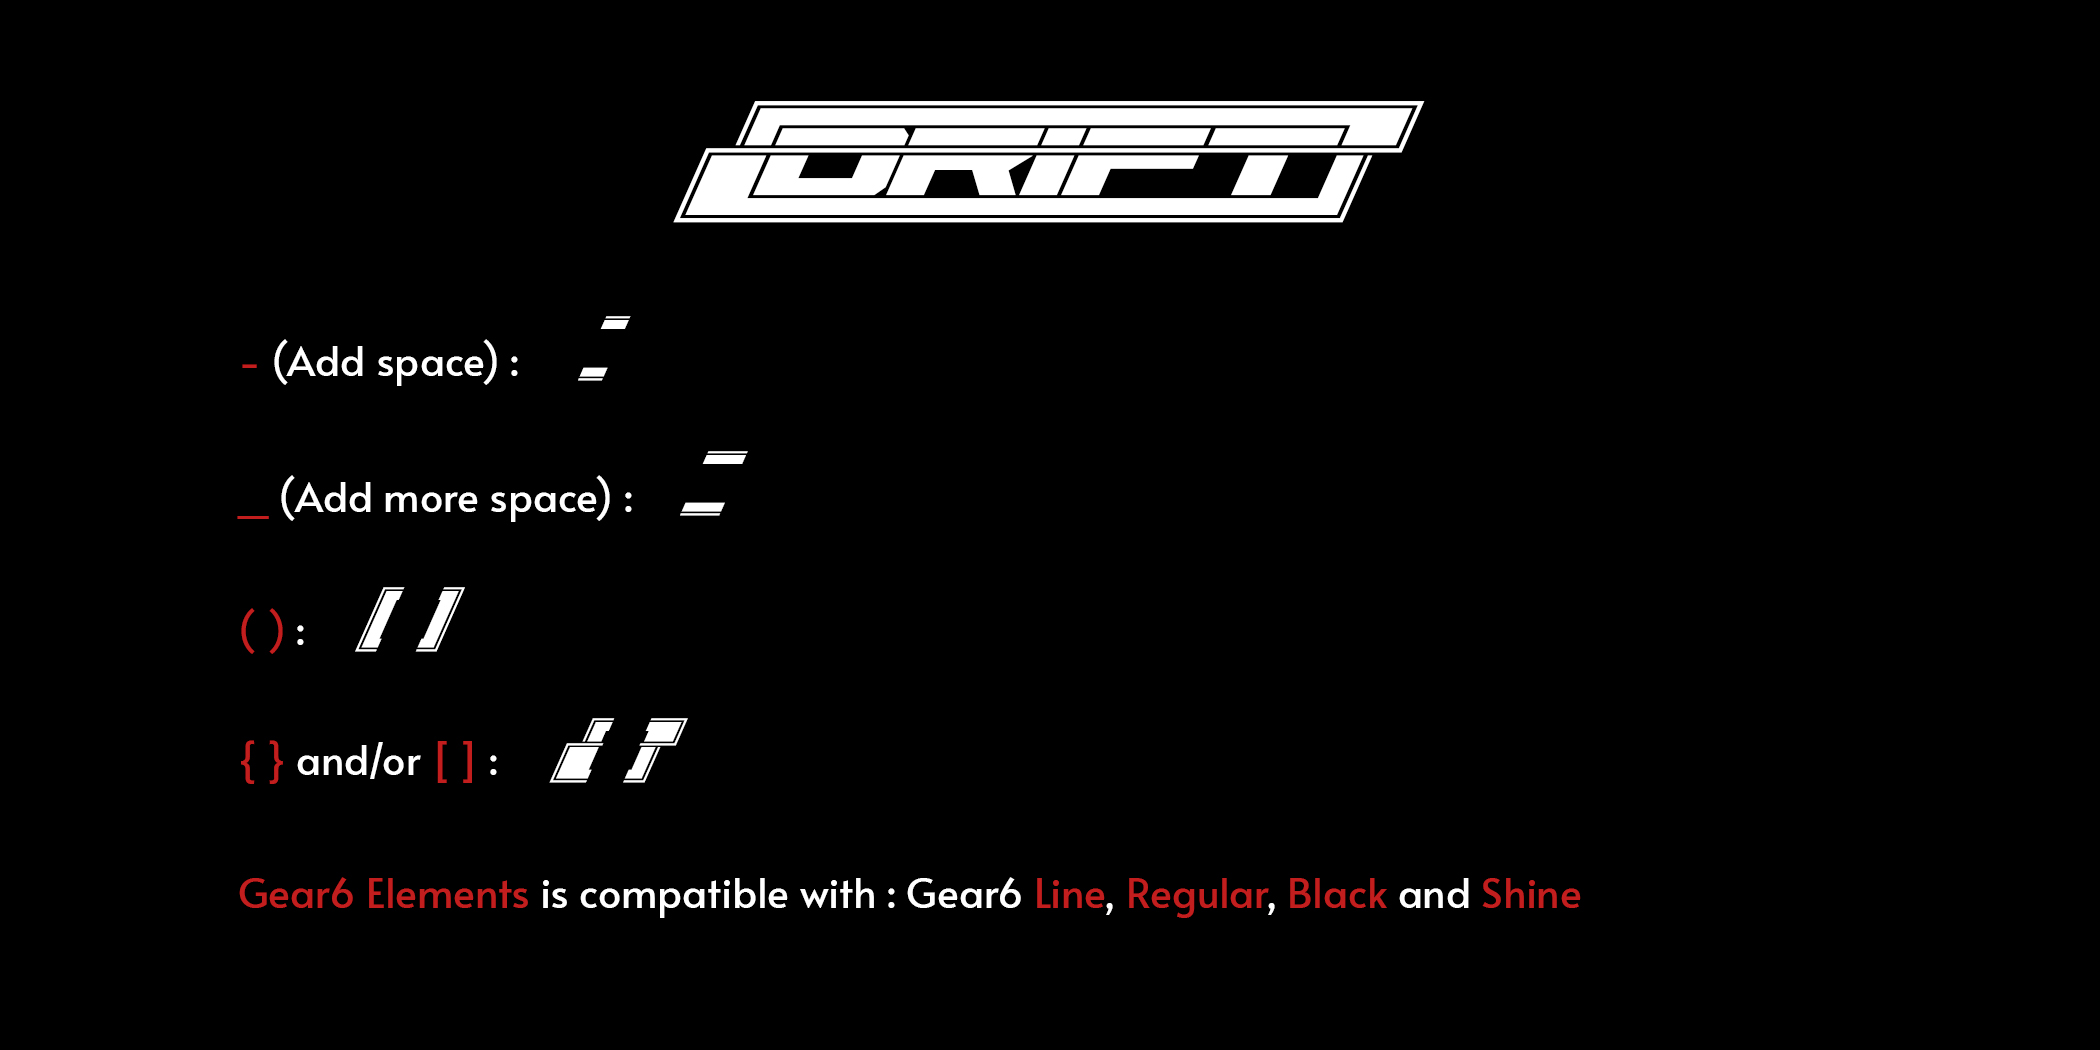 DRIFT
- (Add space) :
_ (Add more space) :
( ) :
{ } and/or [ ] :
Gear6 Elements is compatible with : Gear6 Line, Regular, Black and Shine